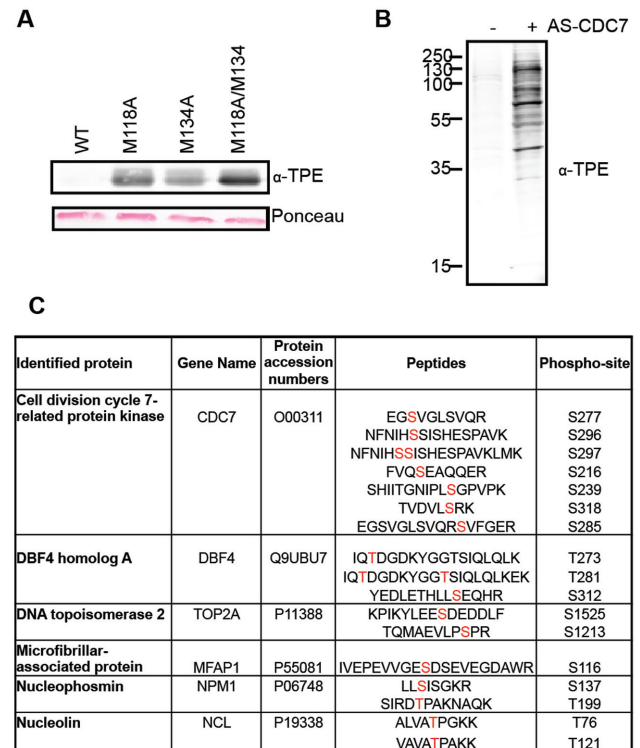 A
WT
M118A
M134A
M118A/M134
α-TPE
Ponceau
B
- + AS-CDC7
250
130
100
55
35
15
α-TPE
C
Identified protein Gene Name Protein accession numbers Peptides Phospho-site
Cell division cycle 7-
related protein kinase CDC7 O00311 EGSVGLSVQR S277
NFNIHSSISHESPAVK S296
NFNIHSSISHESPAVKLMK S297
FVQSEAQQER S216
SHIITGNIPLSGPVPK S239
TVDVLSRK S318
EGSVGLSVQRSVFGER S285
DBF4 homolog A DBF4 Q9UBU7 IQTDGDKYGGTSIQLQLK T273
IQTDGDKYGGTSIQLQLKEK T281
YEDLETHLLSEQHR S312
DNA topoisomerase 2 TOP2A P11388 KPIKYLEESDEDDLF S1525
TQMAEVLPSPR S1213
Microfibrillar-
associated protein MFAP1 P55081 IVEPEVVGESDSEVEGDAWR S116
Nucleophosmin NPM1 P06748 LLSISGKR S137
SIRDTPAKNAQK T199
Nucleolin NCL P19338 ALVATPGKK T76
VAVATPAKK T121